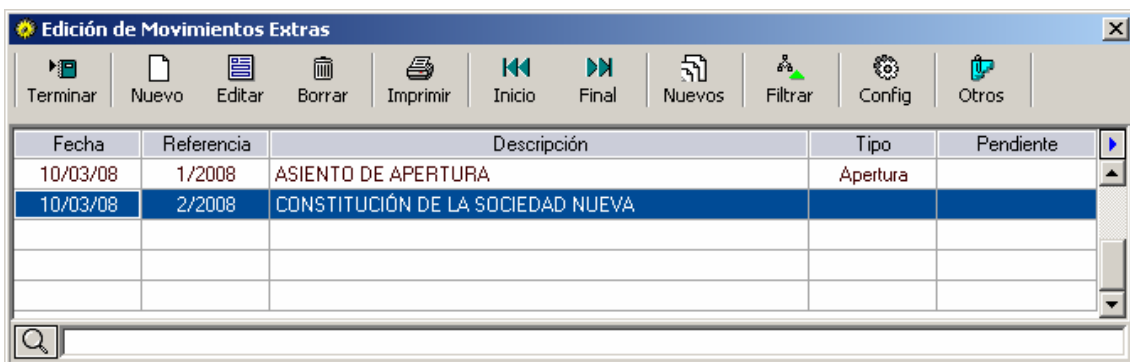 Edición de Movimientos Extras
Terminar Nuevo Editar Borrar Imprimir Inicio Final Nuevos Filtrar Config Otros
Fecha Referencia Descripción Tipo Pendiente
10/03/08 1/2008 ASIENTO DE APERTURA Apertura
10/03/08 2/2008 CONSTITUCIÓN DE LA SOCIEDAD NUEVA